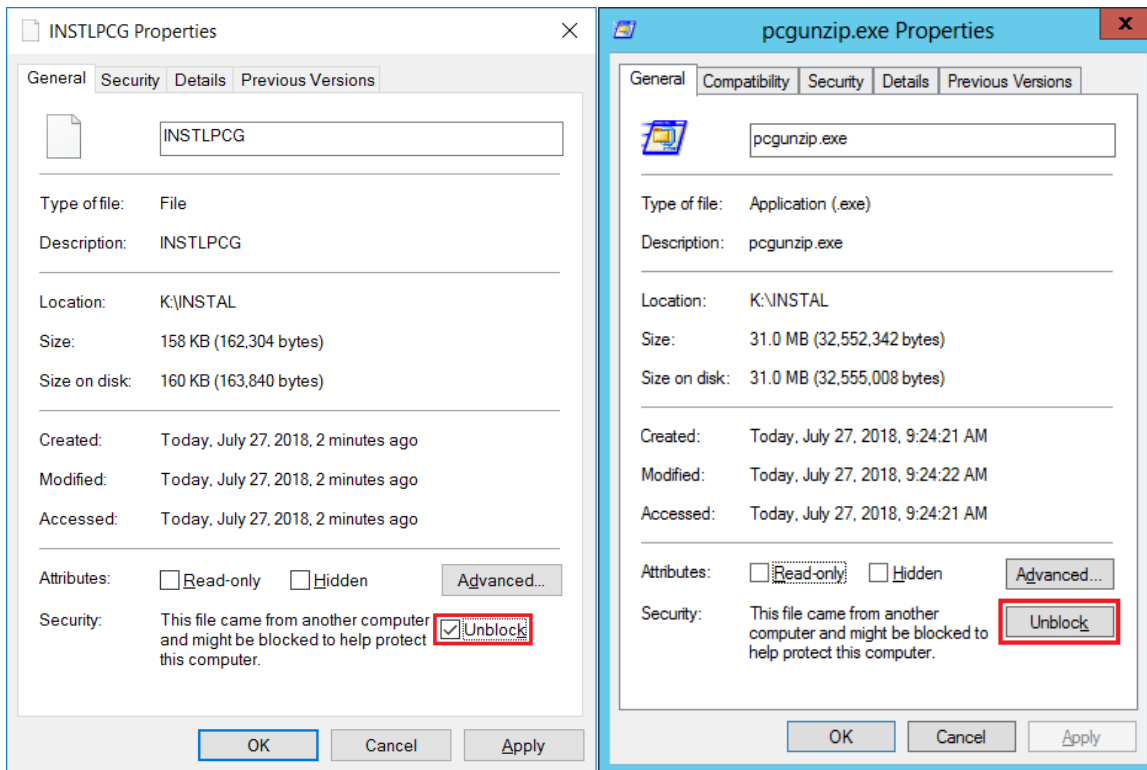 INSTLPCG Properties
General Security Details Previous Versions
INSTLPCG
Type of file: File
Description: INSTLPCG
Location: K:\INSTAL
Size: 158 KB (162,304 bytes)
Size on disk: 160 KB (163,840 bytes)
Created: Today, July 27, 2018, 2 minutes ago
Modified: Today, July 27, 2018, 2 minutes ago
Accessed: Today, July 27, 2018, 2 minutes ago
Attributes: Read-only Hidden Advanced...
Security: This file came from another computer
and might be blocked to help protect
this computer.
Unblock
OK Cancel Apply
pcgunzip.exe Properties
x
General Compatibility Security Details Previous Versions
pcgunzip.exe
Type of file: Application (.exe)
Description: pcgunzip.exe
Location: K:\INSTAL
Size: 31.0 MB (32,552,342 bytes)
Size on disk: 31.0 MB (32,555,008 bytes)
Created: Today, July 27, 2018, 9:24:21 AM
Modified: Today, July 27, 2018, 9:24:22 AM
Accessed: Today, July 27, 2018, 9:24:21 AM
Attributes: Read-only Hidden Advanced...
Security: This file came from another
computer and might be blocked to
help protect this computer.
Unblock
OK Cancel Apply